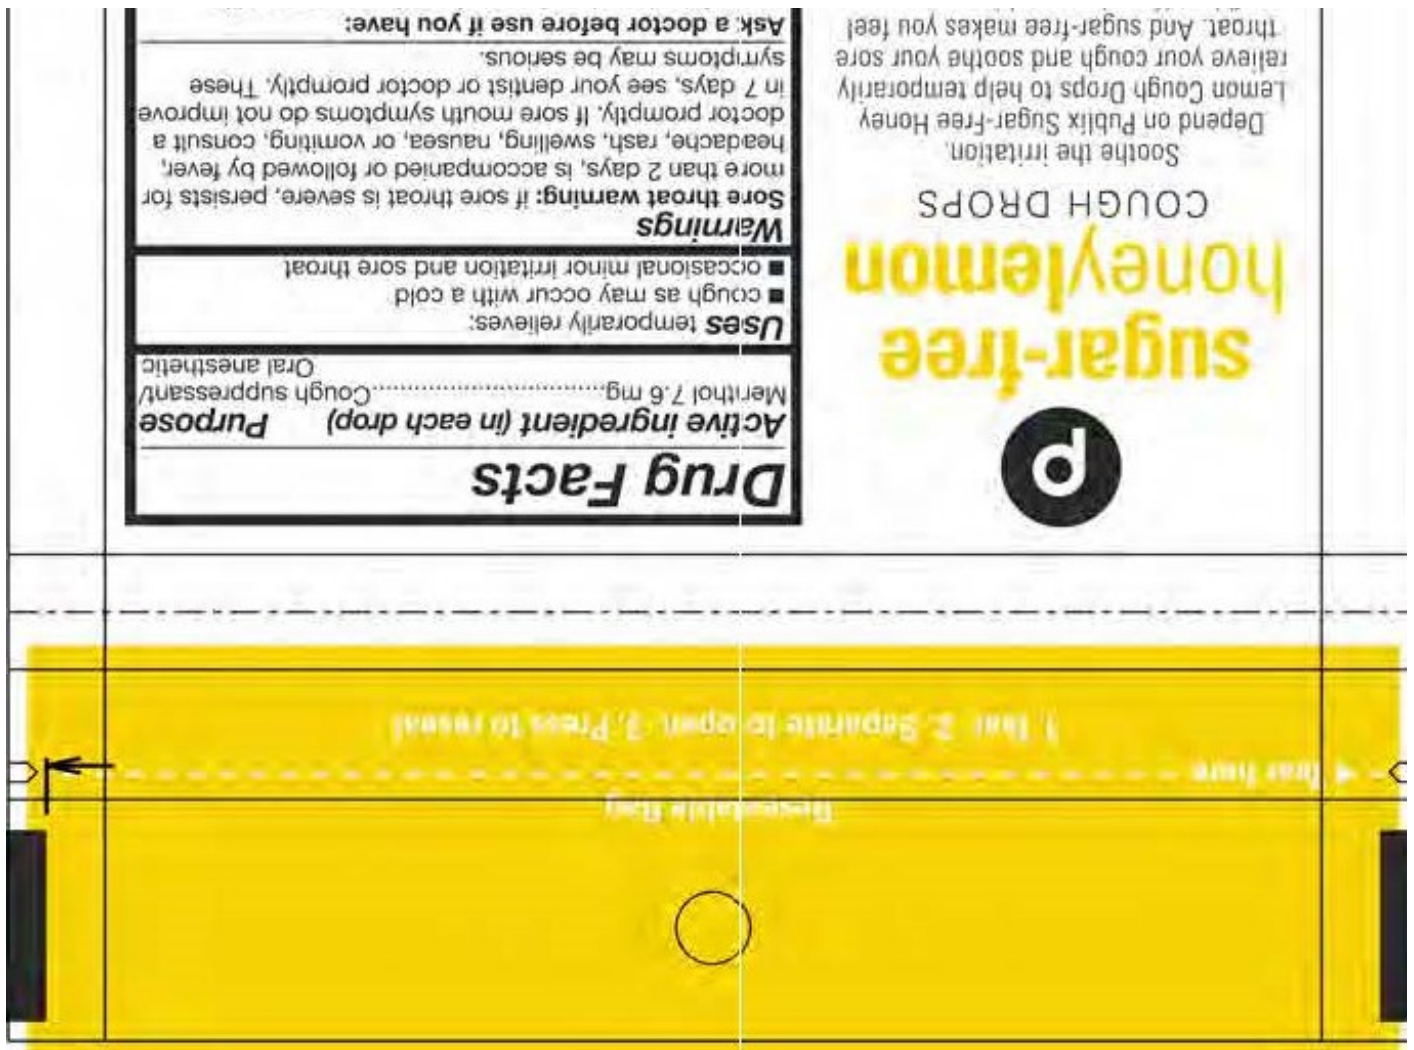 Resealable Bag
Tear here
1. Tear 2. Separate to open 3. Press to reseal
p
sugar-free
honeylemon
COUGH DROPS
Soothe the irritation.
Depend on Publix Sugar-Free Honey
Lemon Cough Drops to help temporarily
relieve your cough and soothe your sore
throat. And sugar-free makes you feel
Drug Facts
Active ingredient (in each drop) Purpose
Menthol 7.6 mg..................................Cough suppressant/
Oral anesthetic
Uses temporarily relieves:
■ cough as may occur with a cold
■ occasional minor irritation and sore throat
Warnings
Sore throat warning: if sore throat is severe, persists for
more than 2 days, is accompanied or followed by fever,
headache, rash, swelling, nausea, or vomiting, consult a
doctor promptly. If sore mouth symptoms do not improve
in 7 days, see your dentist or doctor promptly. These
symptoms may be serious.
Ask a doctor before use if you have: